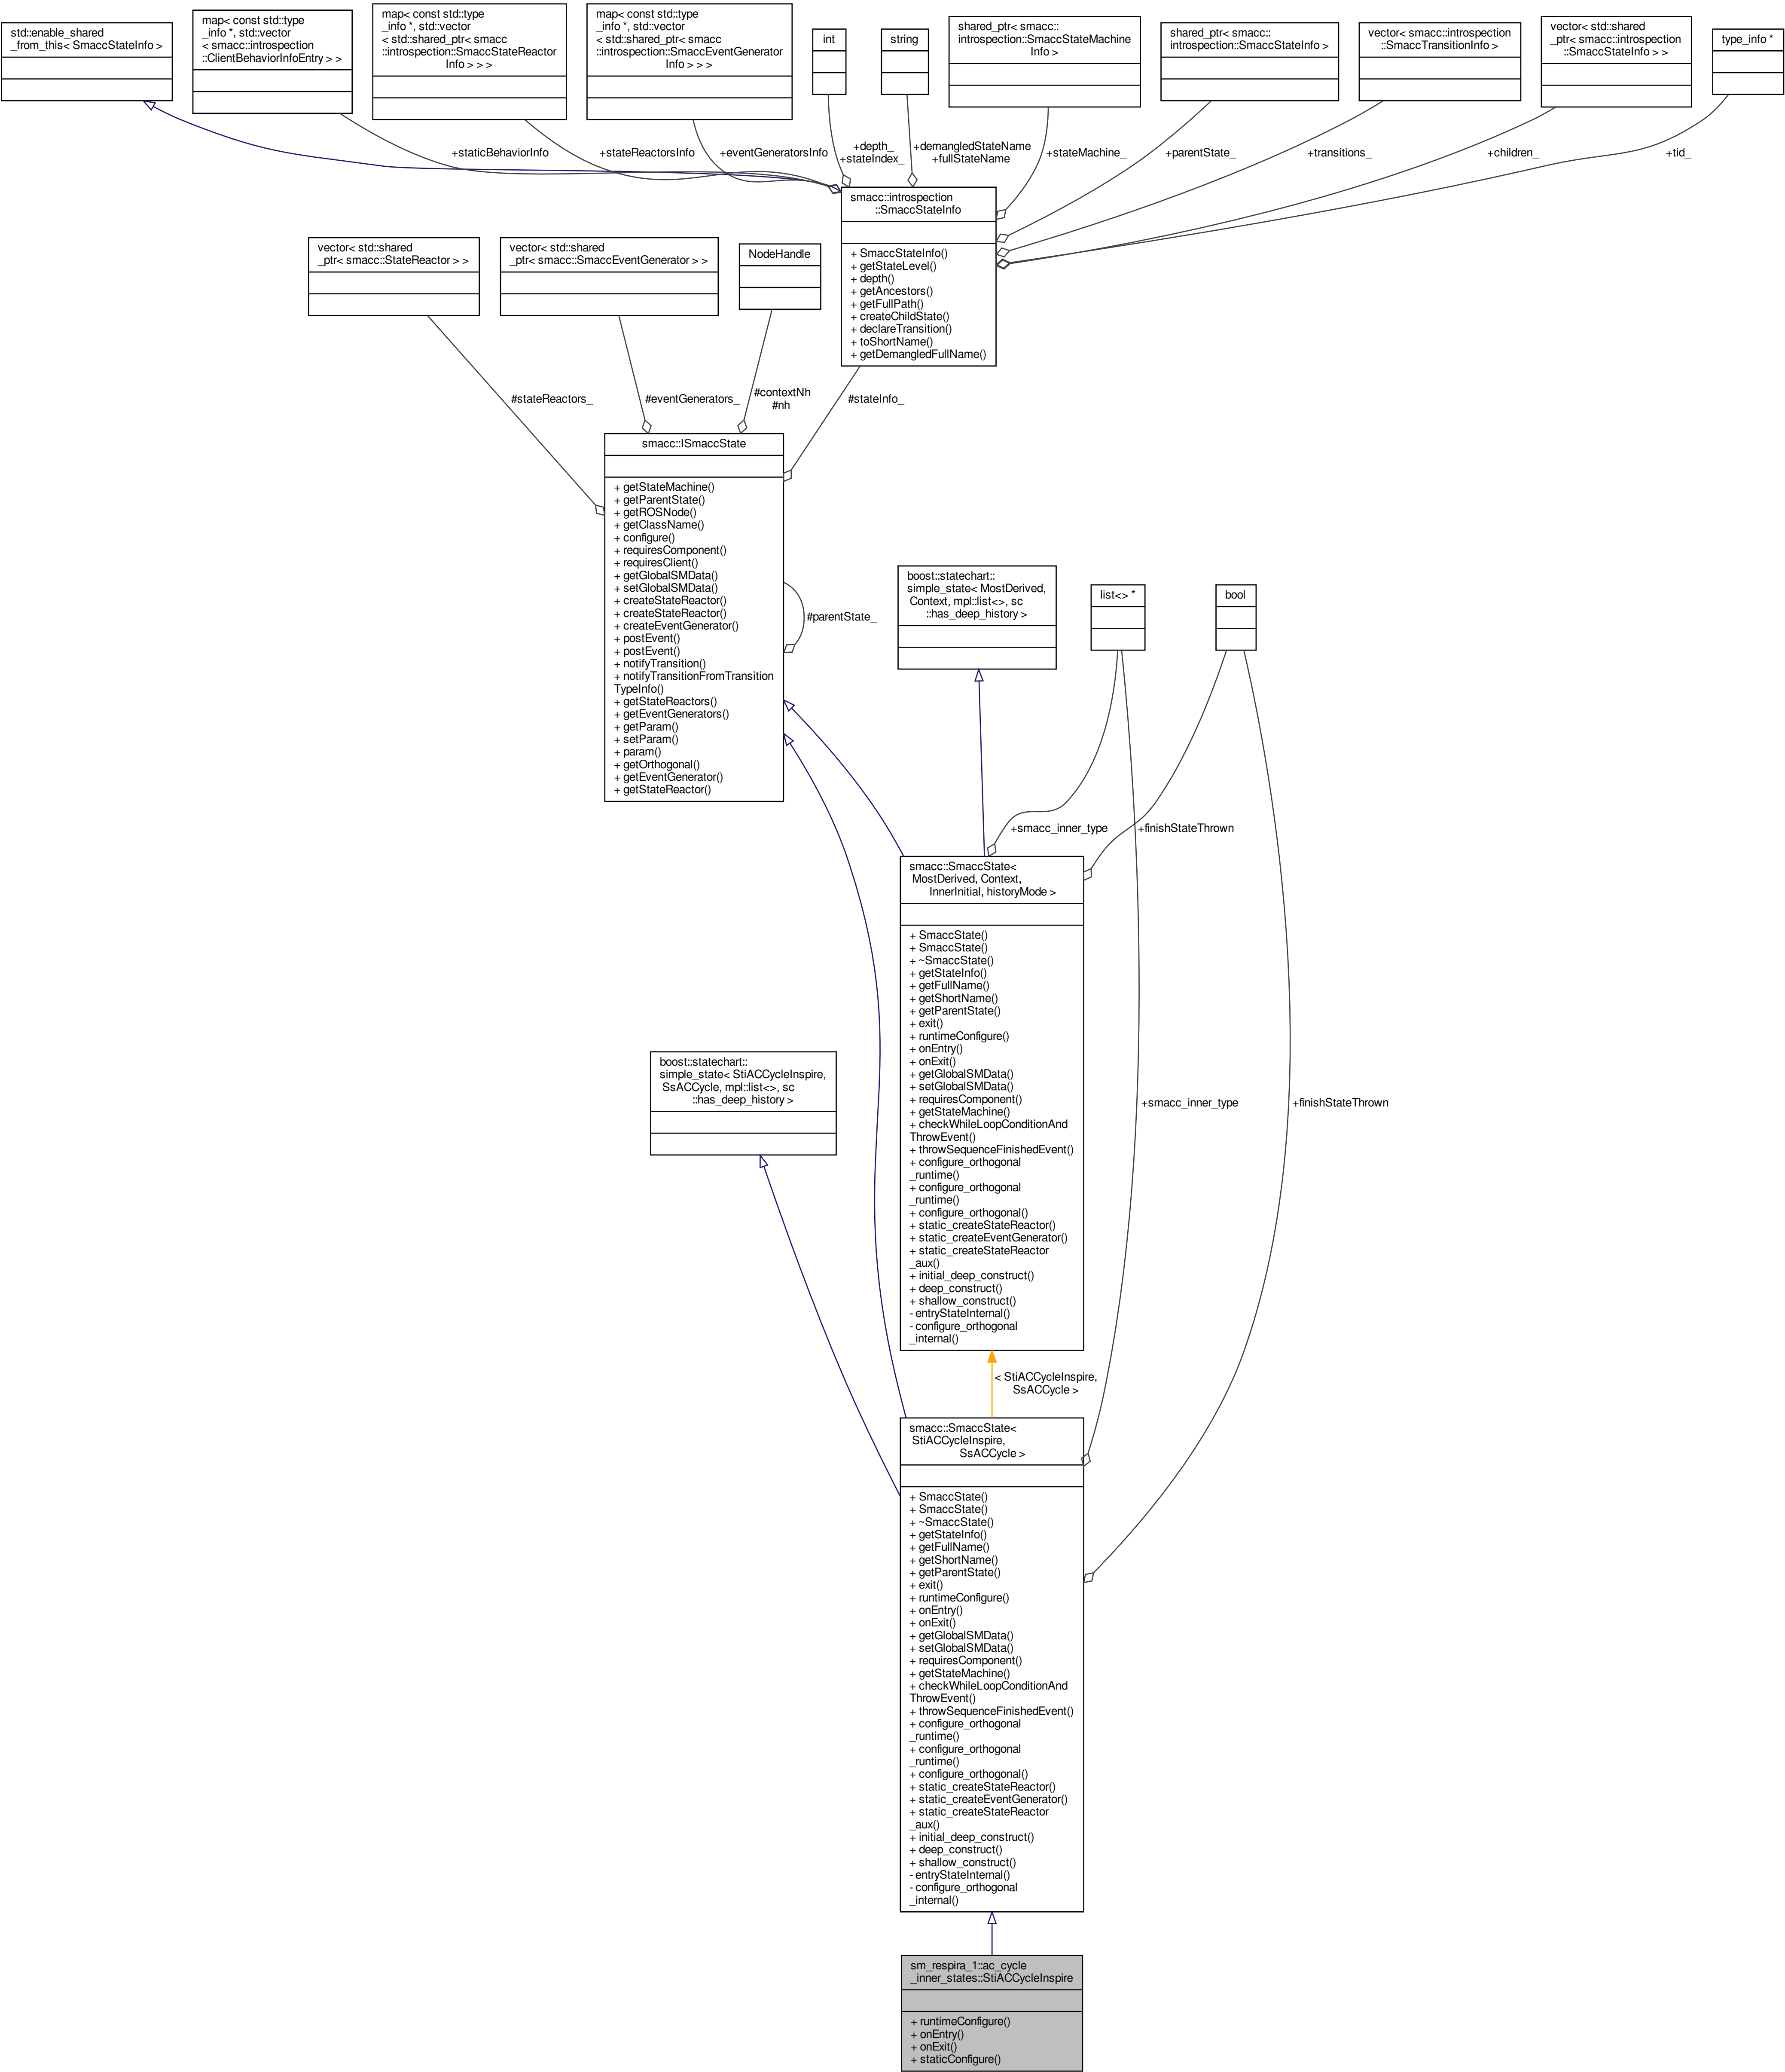 std::enable_shared
_from_this< SmaccStateInfo >
map< const std::type
_info *, std::vector
< smacc::introspection
::ClientBehaviorInfoEntry > >
map< const std::type
_info *, std::vector
< std::shared_ptr< smacc
::introspection::SmaccStateReactor
Info > > >
map< const std::type
_info *, std::vector
< std::shared_ptr< smacc
::introspection::SmaccEventGenerator
Info > > >
int
string
shared_ptr< smacc::
introspection::SmaccStateMachine
Info >
shared_ptr< smacc::
introspection::SmaccStateInfo >
vector< smacc::introspection
::SmaccTransitionInfo >
vector< std::shared
_ptr< smacc::introspection
::SmaccStateInfo > >
type_info *
+staticBehaviorInfo
+stateReactorsInfo
+eventGeneratorsInfo
+depth_
+stateIndex_
+demangledStateName
+fullStateName
+stateMachine_
+parentState_
+transitions_
+children_
+tid_
smacc::introspection
::SmaccStateInfo
+ SmaccStateInfo()
+ getStateLevel()
+ depth()
+ getAncestors()
+ getFullPath()
+ createChildState()
+ declareTransition()
+ toShortName()
+ getDemangledFullName()
vector< std::shared
_ptr< smacc::StateReactor > >
vector< std::shared
_ptr< smacc::SmaccEventGenerator > >
NodeHandle
#stateReactors_
#eventGenerators_
#contextNh
#nh
#stateInfo_
smacc::ISmaccState
+ getStateMachine()
+ getParentState()
+ getROSNode()
+ getClassName()
+ configure()
+ requiresComponent()
+ requiresClient()
+ getGlobalSMData()
+ setGlobalSMData()
+ createStateReactor()
+ createStateReactor()
+ createEventGenerator()
+ postEvent()
+ postEvent()
+ notifyTransition()
+ notifyTransitionFromTransition
TypeInfo()
+ getStateReactors()
+ getEventGenerators()
+ getParam()
+ setParam()
+ param()
+ getOrthogonal()
+ getEventGenerator()
+ getStateReactor()
#parentState_
boost::statechart::
simple_state< MostDerived,
Context, mpl::list<>, sc
::has_deep_history >
list<> *
bool
+smacc_inner_type
+finishStateThrown
smacc::SmaccState<
MostDerived, Context,
InnerInitial, historyMode >
+ SmaccState()
+ SmaccState()
+ ~SmaccState()
+ getStateInfo()
+ getFullName()
+ getShortName()
+ getParentState()
+ exit()
+ runtimeConfigure()
+ onEntry()
+ onExit()
+ getGlobalSMData()
+ setGlobalSMData()
+ requiresComponent()
+ getStateMachine()
+ checkWhileLoopConditionAnd
ThrowEvent()
+ throwSequenceFinishedEvent()
+ configure_orthogonal
_runtime()
+ configure_orthogonal
_runtime()
+ configure_orthogonal()
+ static_createStateReactor()
+ static_createEventGenerator()
+ static_createStateReactor
_aux()
+ initial_deep_construct()
+ deep_construct()
+ shallow_construct()
- entryStateInternal()
- configure_orthogonal
_internal()
boost::statechart::
simple_state< StiACCycleInspire,
SsACCycle, mpl::list<>, sc
::has_deep_history >
+smacc_inner_type
+finishStateThrown
< StiACCycleInspire,
SsACCycle >
smacc::SmaccState<
StiACCycleInspire,
SsACCycle >
+ SmaccState()
+ SmaccState()
+ ~SmaccState()
+ getStateInfo()
+ getFullName()
+ getShortName()
+ getParentState()
+ exit()
+ runtimeConfigure()
+ onEntry()
+ onExit()
+ getGlobalSMData()
+ setGlobalSMData()
+ requiresComponent()
+ getStateMachine()
+ checkWhileLoopConditionAnd
ThrowEvent()
+ throwSequenceFinishedEvent()
+ configure_orthogonal
_runtime()
+ configure_orthogonal
_runtime()
+ configure_orthogonal()
+ static_createStateReactor()
+ static_createEventGenerator()
+ static_createStateReactor
_aux()
+ initial_deep_construct()
+ deep_construct()
+ shallow_construct()
- entryStateInternal()
- configure_orthogonal
_internal()
sm_respira_1::ac_cycle
_inner_states::StiACCycleInspire
+ runtimeConfigure()
+ onEntry()
+ onExit()
+ staticConfigure()